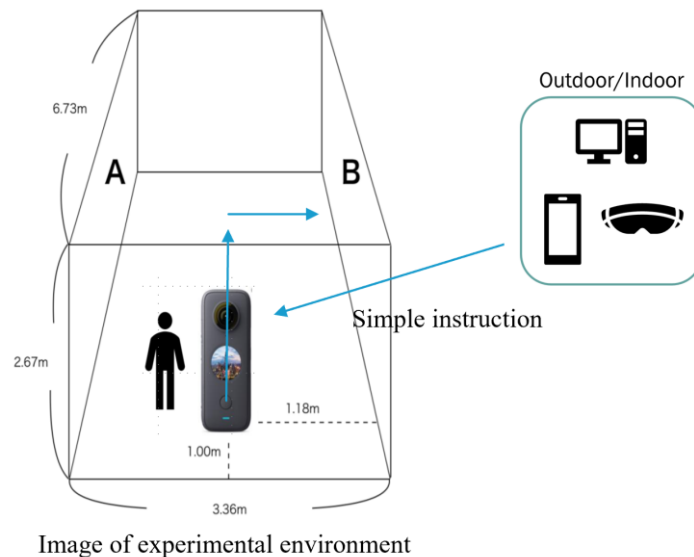 6.73m
Outdoor/Indoor
A
B
Simple instruction
2.67m
1.18m
1.00m
3.36m
Image of experimental environment